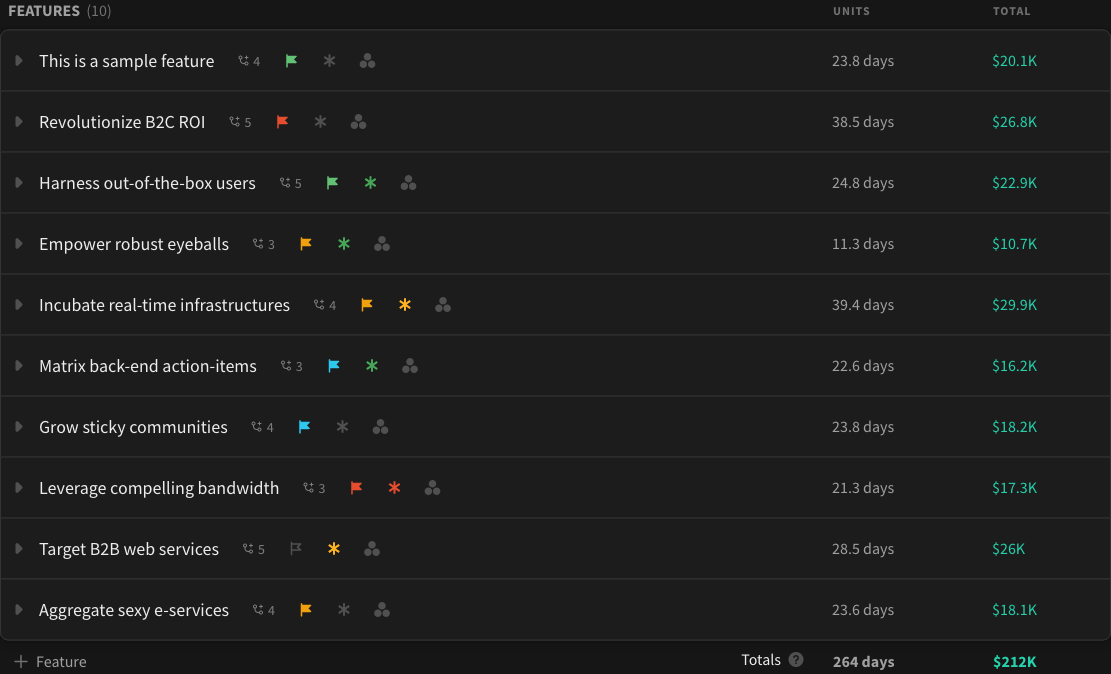 FEATURES (10) UNITS TOTAL
This is a sample feature 4 23.8 days $20.1K
Revolutionize B2C ROI 5 38.5 days $26.8K
Harness out-of-the-box users 5 24.8 days $22.9K
Empower robust eyeballs 3 11.3 days $10.7K
Incubate real-time infrastructures 4 39.4 days $29.9K
Matrix back-end action-items 3 22.6 days $16.2K
Grow sticky communities 4 23.8 days $18.2K
Leverage compelling bandwidth 3 21.3 days $17.3K
Target B2B web services 5 28.5 days $26K
Aggregate sexy e-services 4 23.6 days $18.1K
+ Feature Totals ? 264 days $212K